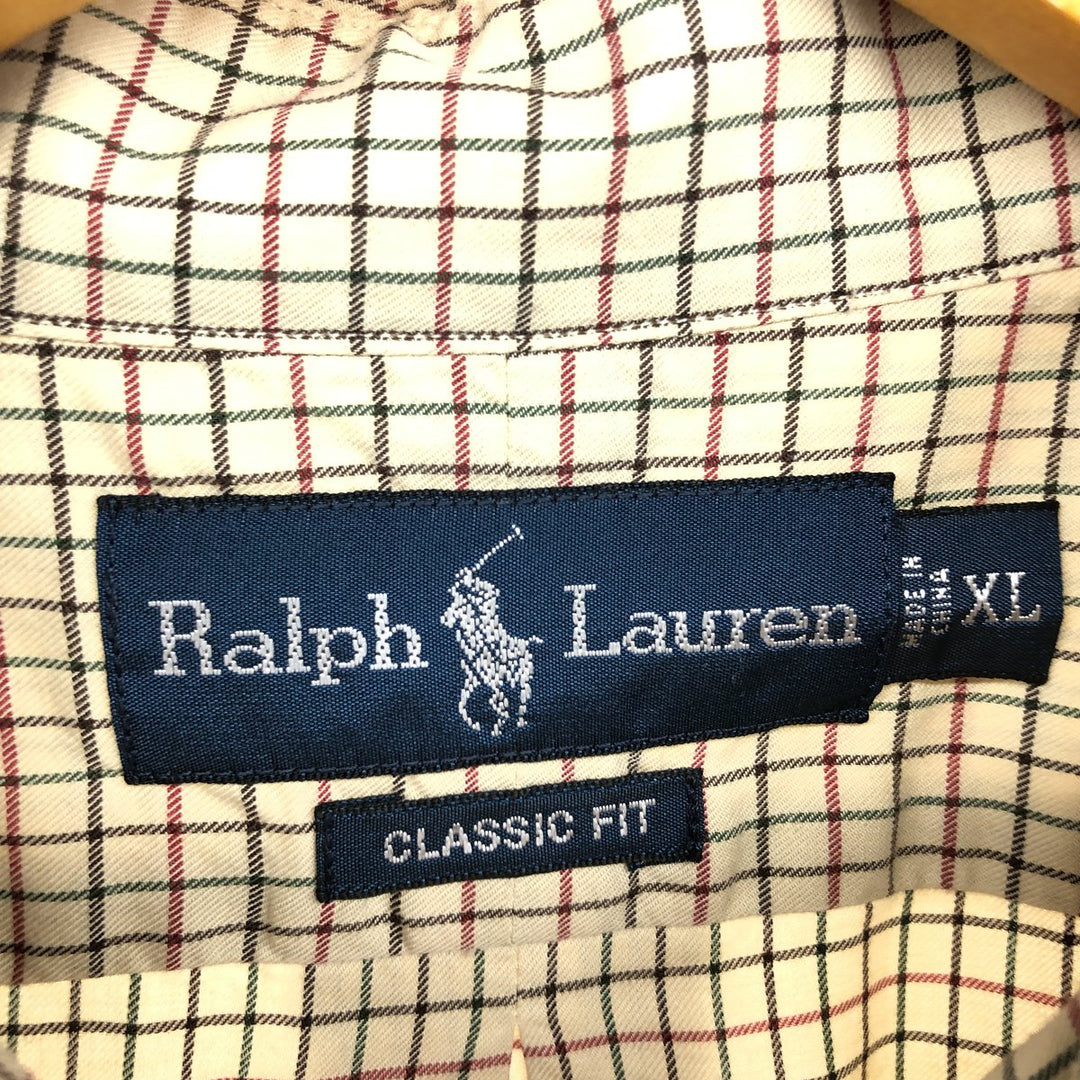 Ralph Lauren
MADE IN
CHINA
XL
CLASSIC FIT